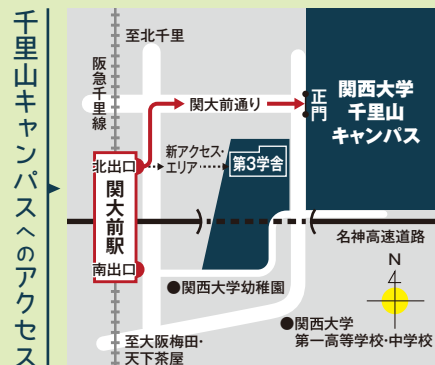 千里山キャンパスへのアクセス
至北千里
阪急千里線
関大前通り
正門
関西大学
千里山
キャンパス
新アクセス・
エリア
第3学舎
北出口
関大前駅
南出口
名神高速道路
N
4
●関西大学幼稚園
●関西大学
第一高等学校・中学校
至大阪梅田・
天下茶屋